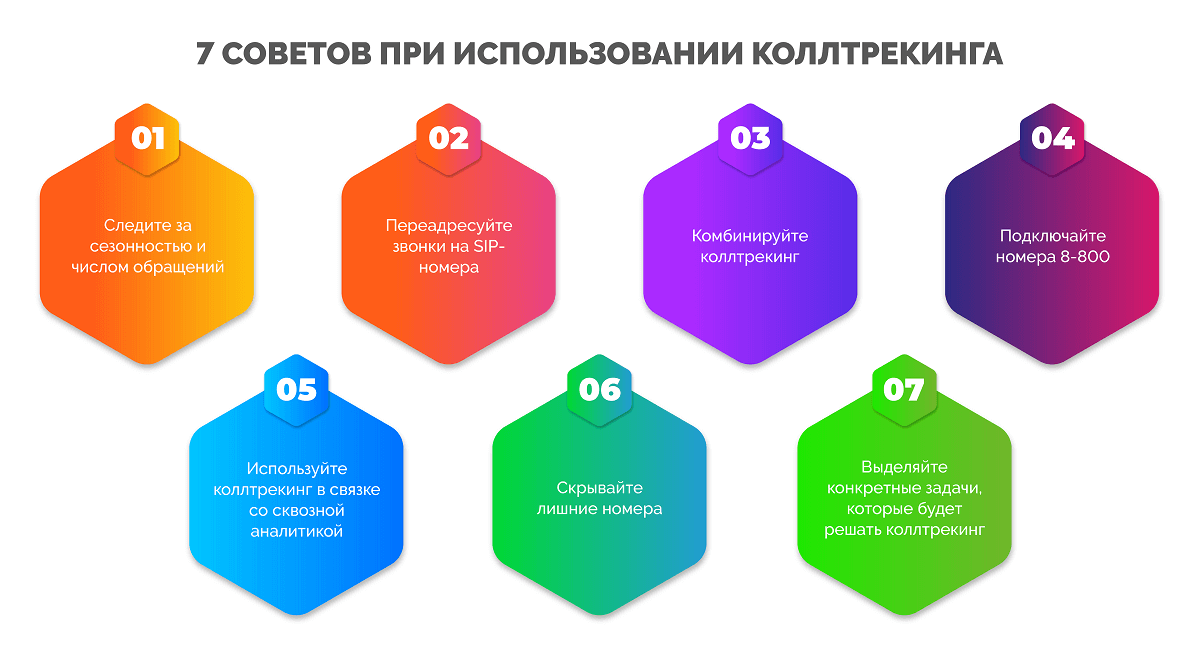 7 СОВЕТОВ ПРИ ИСПОЛЬЗОВАНИИ КОЛЛТРЕКИНГА
01
Следите за
сезонностью и
числом обращений
02
Переадресуйте
звонки на SIP-
номера
03
Комбинируйте
коллтрекинг
04
Подключайте
номера 8-800
05
Используйте
коллтрекинг в связке
со сквозной
аналитикой
06
Скрывайте
лишние номера
07
Выделяйте
конкретные задачи,
которые будет
решать коллтрекинг